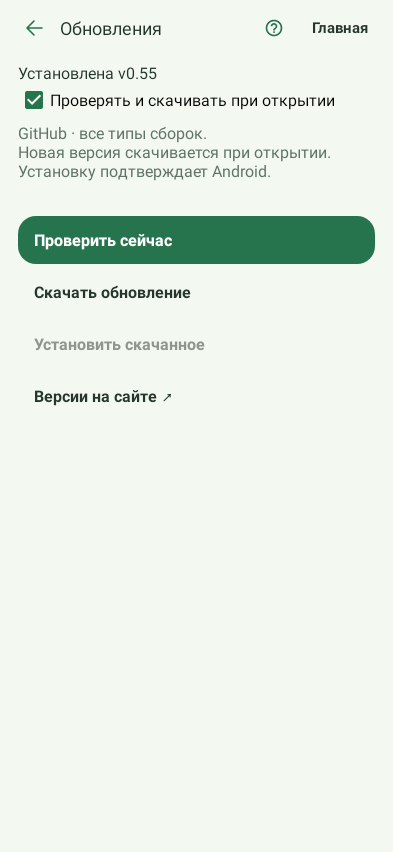 Обновления
Главная
Установлена v0.55
Проверять и скачивать при открытии
GitHub · все типы сборок.
Новая версия скачивается при открытии.
Установку подтверждает Android.
Проверить сейчас
Скачать обновление
Установить скачанное
Версии на сайте ↗